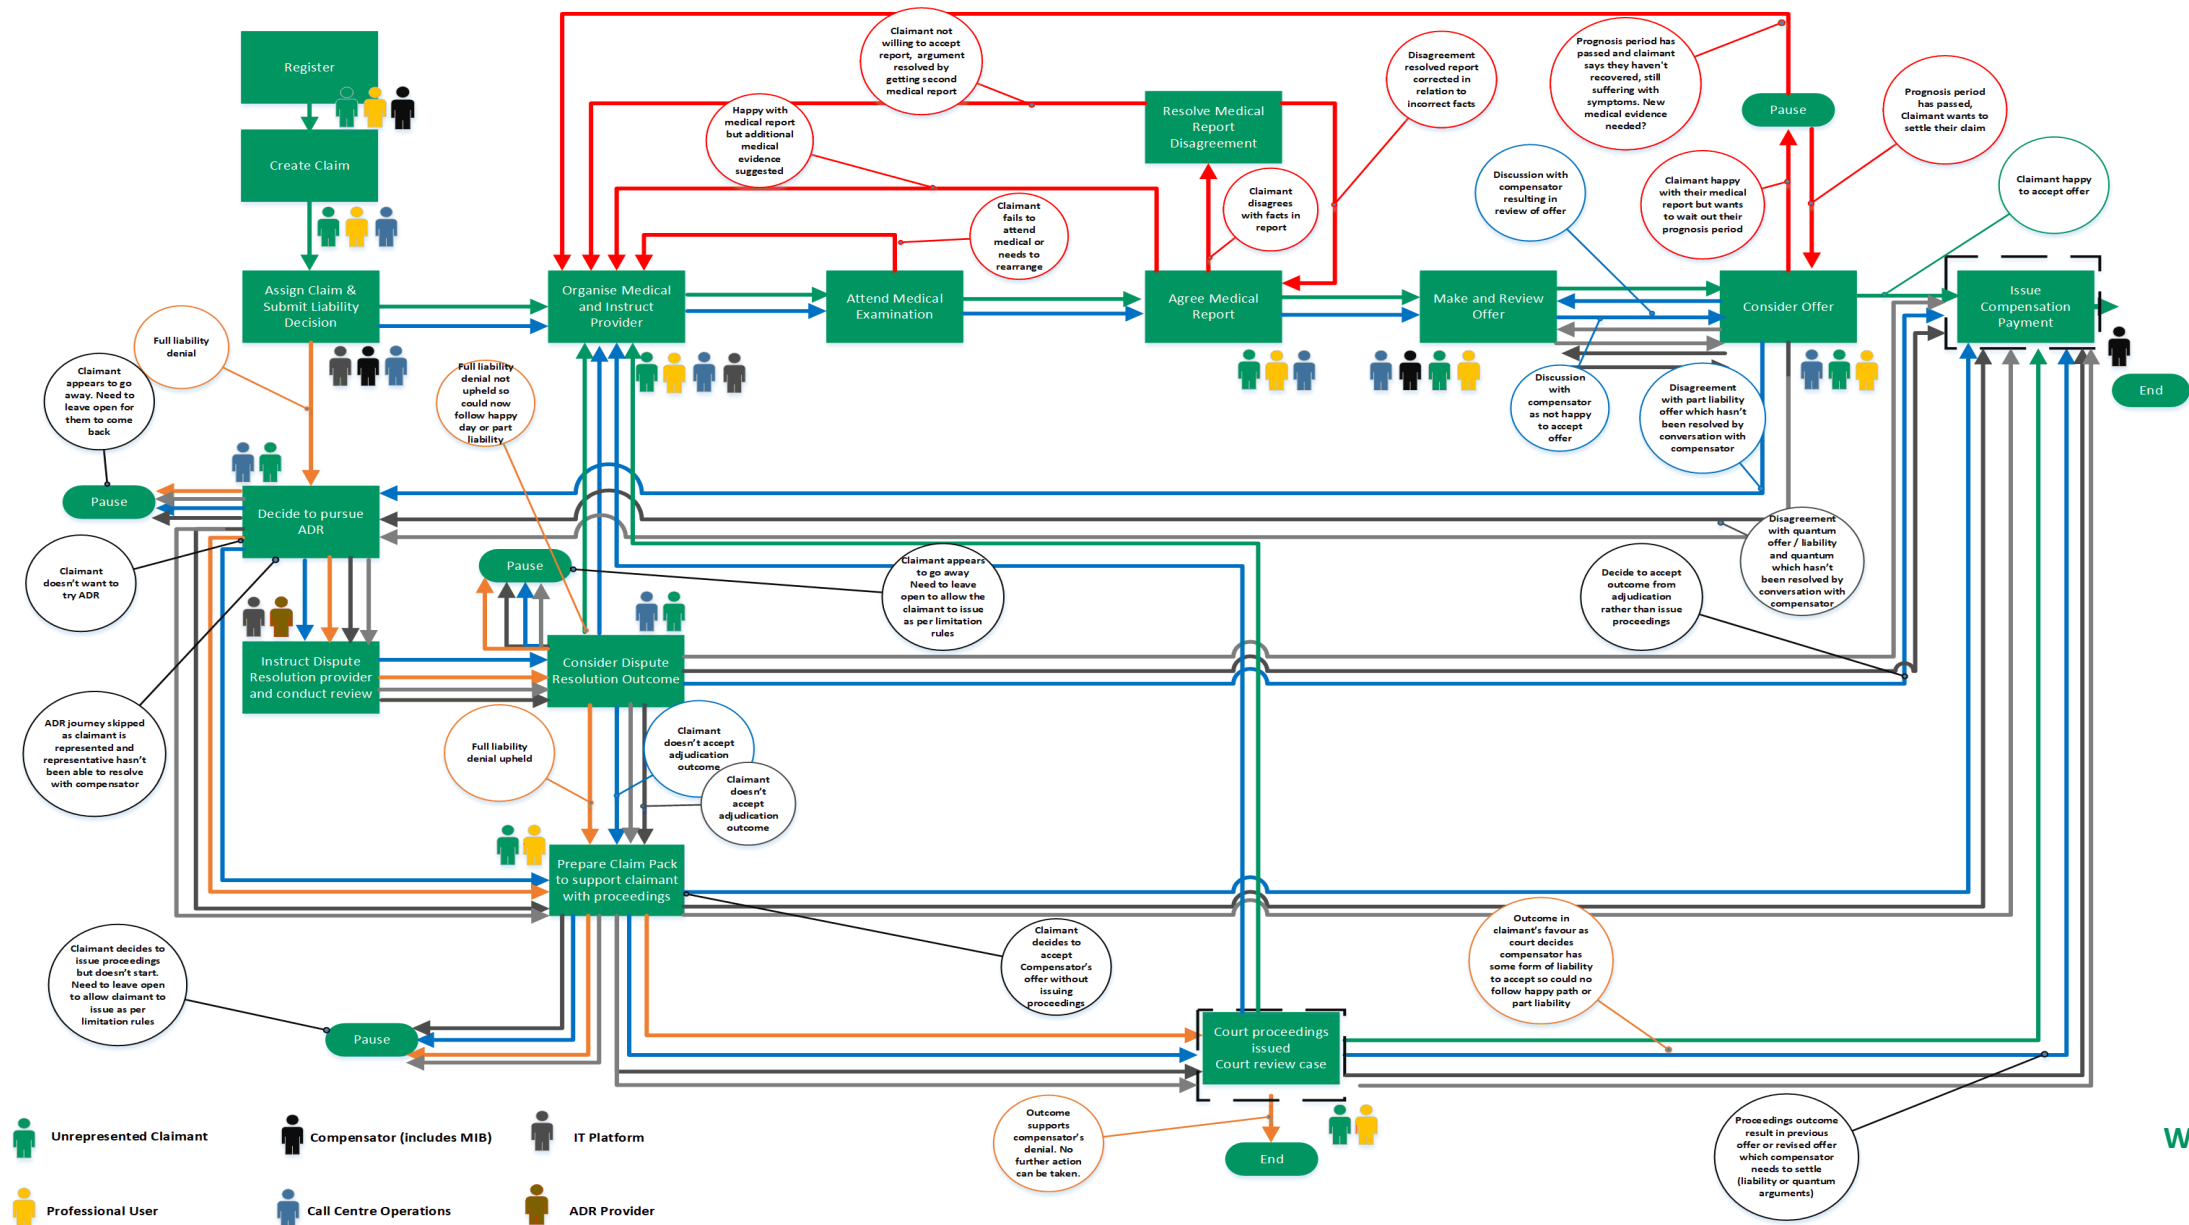 Register
Create Claim
Assign Claim &
Submit Liability
Decision
Organise Medical
and Instruct
Provider
Attend Medical
Examination
Agree Medical
Report
Resolve Medical
Report
Disagreement
Make and Review
Offer
Consider Offer
Pause
Issue
Compensation
Payment
End
Claimant not
willing to accept
report, argument
resolved by
getting second
medical report
Happy with
medical report
but additional
medical
evidence
suggested
Claimant
fails to
attend
medical or
needs to
rearrange
Claimant
disagrees
with facts in
report
Disagreement
resolved report
corrected in
relation to
incorrect facts
Prognosis period has
passed and claimant
says they haven't
recovered, still
suffering with
symptoms. New
medical evidence
needed?
Prognosis period
has passed,
Claimant wants to
settle their claim
Claimant happy
with their medical
report but wants
to wait out their
prognosis period
Discussion with
compensator
resulting in
review of offer
Claimant happy
to accept offer
Full liability
denial
Claimant
appears to go
away. Need to
leave open for
them to come
back
Full liability
denial not
upheld so
could now
follow happy
day or part
liability
Discussion
with
compensator
as not happy
to accept
offer
Disagreement
with part liability
offer which hasn't
been resolved by
conversation with
compensator
Pause
Decide to pursue
ADR
Claimant
doesn't want to
try ADR
Pause
Claimant appears
to go away
Need to leave
open to allow the
claimant to issue
as per limitation
rules
Decide to accept
outcome from
adjudication
rather than issue
proceedings
Disagreement
with quantum
offer / liability
and quantum
which hasn't
been resolved by
conversation with
compensator
Instruct Dispute
Resolution provider
and conduct review
Consider Dispute
Resolution Outcome
ADR journey skipped
as claimant is
represented and
representative hasn't
been able to resolve
with compensator
Full liability
denial upheld
Claimant
doesn't accept
adjudication
outcome
Claimant
doesn't
accept
adjudication
outcome
Prepare Claim Pack
to support claimant
with proceedings
Claimant decides to
issue proceedings
but doesn't start.
Need to leave open
to allow claimant to
issue as per
limitation rules
Pause
Claimant
decides to
accept
Compensator's
offer without
issuing
proceedings
Outcome in
claimant's favour as
court decides
compensator has
some form of liability
to accept so could no
follow happy path or
part liability
Court proceedings
issued
Court review case
Outcome
supports
compensator's
denial. No
further action
can be taken.
End
Proceedings outcome
result in previous
offer or revised offer
which compensator
needs to settle
(liability or quantum
arguments)
Unrepresented Claimant
Compensator (includes MIB)
IT Platform
Professional User
Call Centre Operations
ADR Provider
W